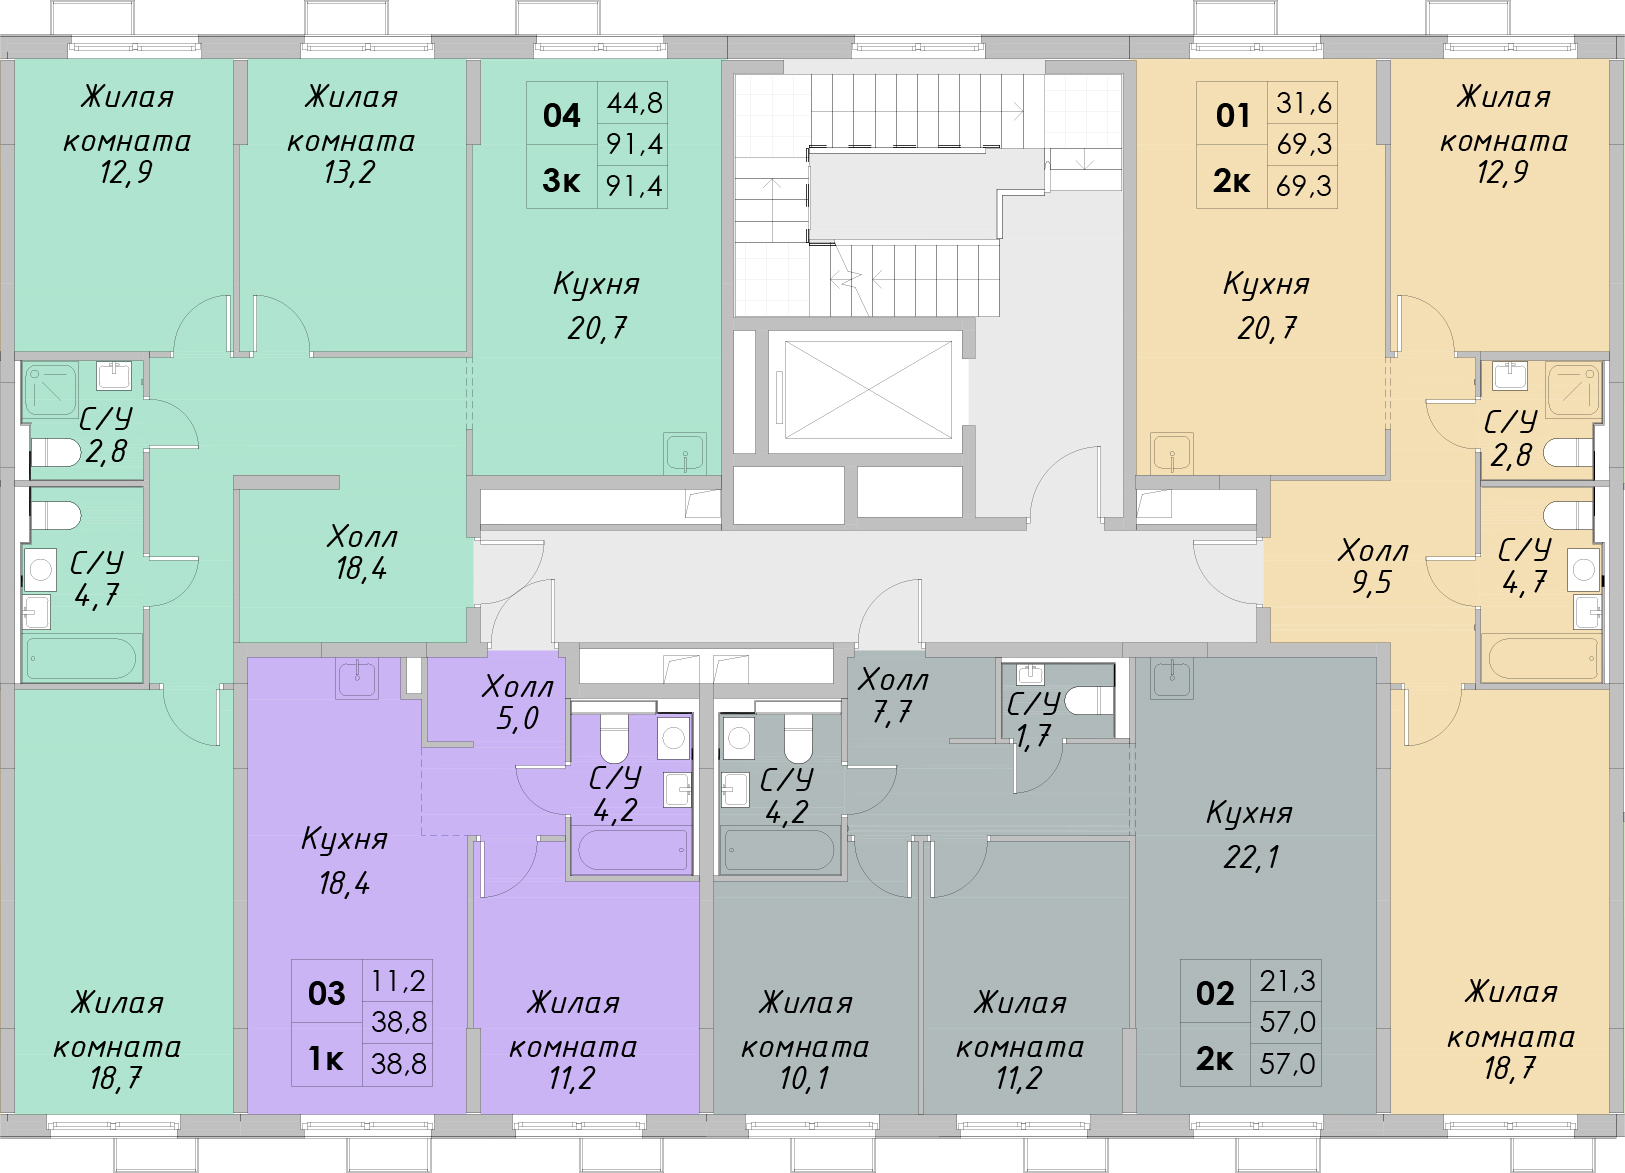 Жилая
комната
12,9
Жилая
комната
13,2
04
3к
44,8
91,4
91,4
Кухня
20,7
01
2к
31,6
69,3
69,3
Кухня
20,7
Жилая
комната
12,9
С/У
2,8
С/У
4,7
Холл
18,4
Холл
9,5
С/У
2,8
С/У
4,7
Холл
5,0
С/У
4,2
Кухня
18,4
Холл
7,7
С/У
1,7
С/У
4,2
Кухня
22,1
Жилая
комната
18,7
03
1к
11,2
38,8
38,8
Жилая
комната
11,2
Жилая
комната
10,1
Жилая
комната
11,2
02
2к
21,3
57,0
57,0
Жилая
комната
18,7